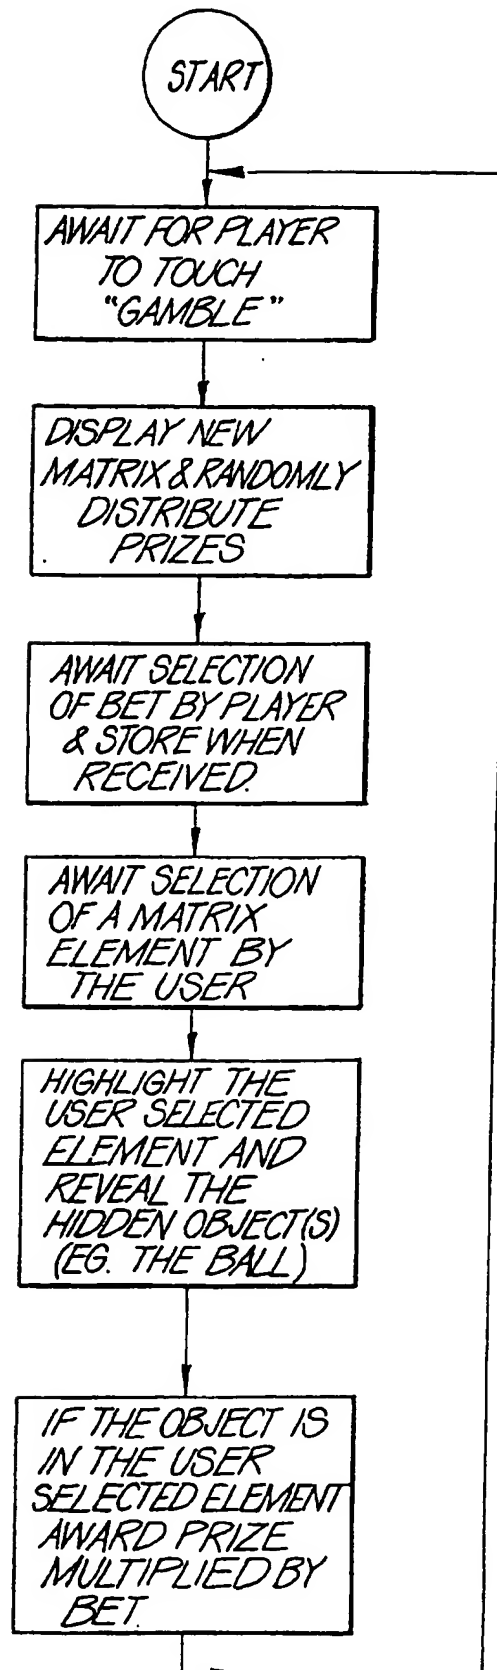 START
AWAIT FOR PLAYER
TO TOUCH
"GAMBLE"
DISPLAY NEW
MATRIX & RANDOMLY
DISTRIBUTE
PRIZES
AWAIT SELECTION
OF BET BY PLAYER
& STORE WHEN
RECEIVED.
AWAIT SELECTION
OF A MATRIX
ELEMENT BY
THE USER
HIGHLIGHT THE
USER SELECTED
ELEMENT AND
REVEAL THE
HIDDEN OBJECT(S)
(EG. THE BALL)
IF THE OBJECT IS
IN THE USER
SELECTED ELEMENT
AWARD PRIZE
MULTIPLIED BY
BET.